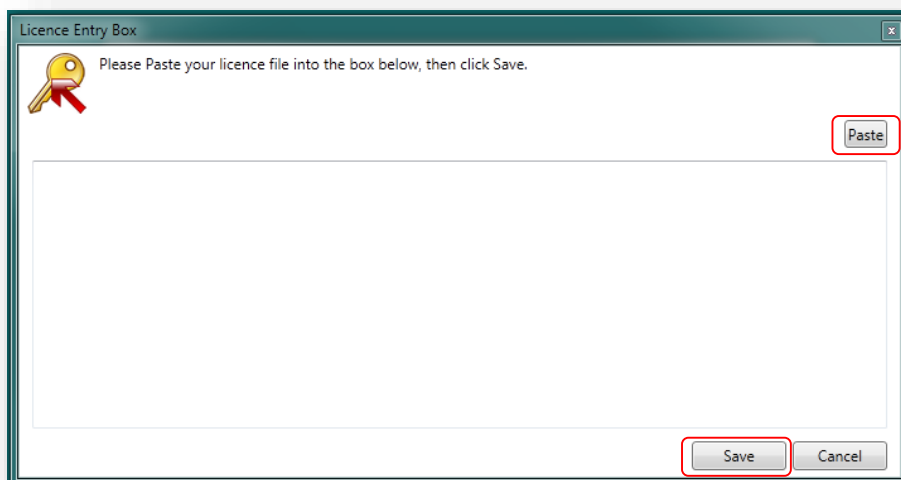 Licence Entry Box
x
Please Paste your licence file into the box below, then click Save.
Paste
Save
Cancel